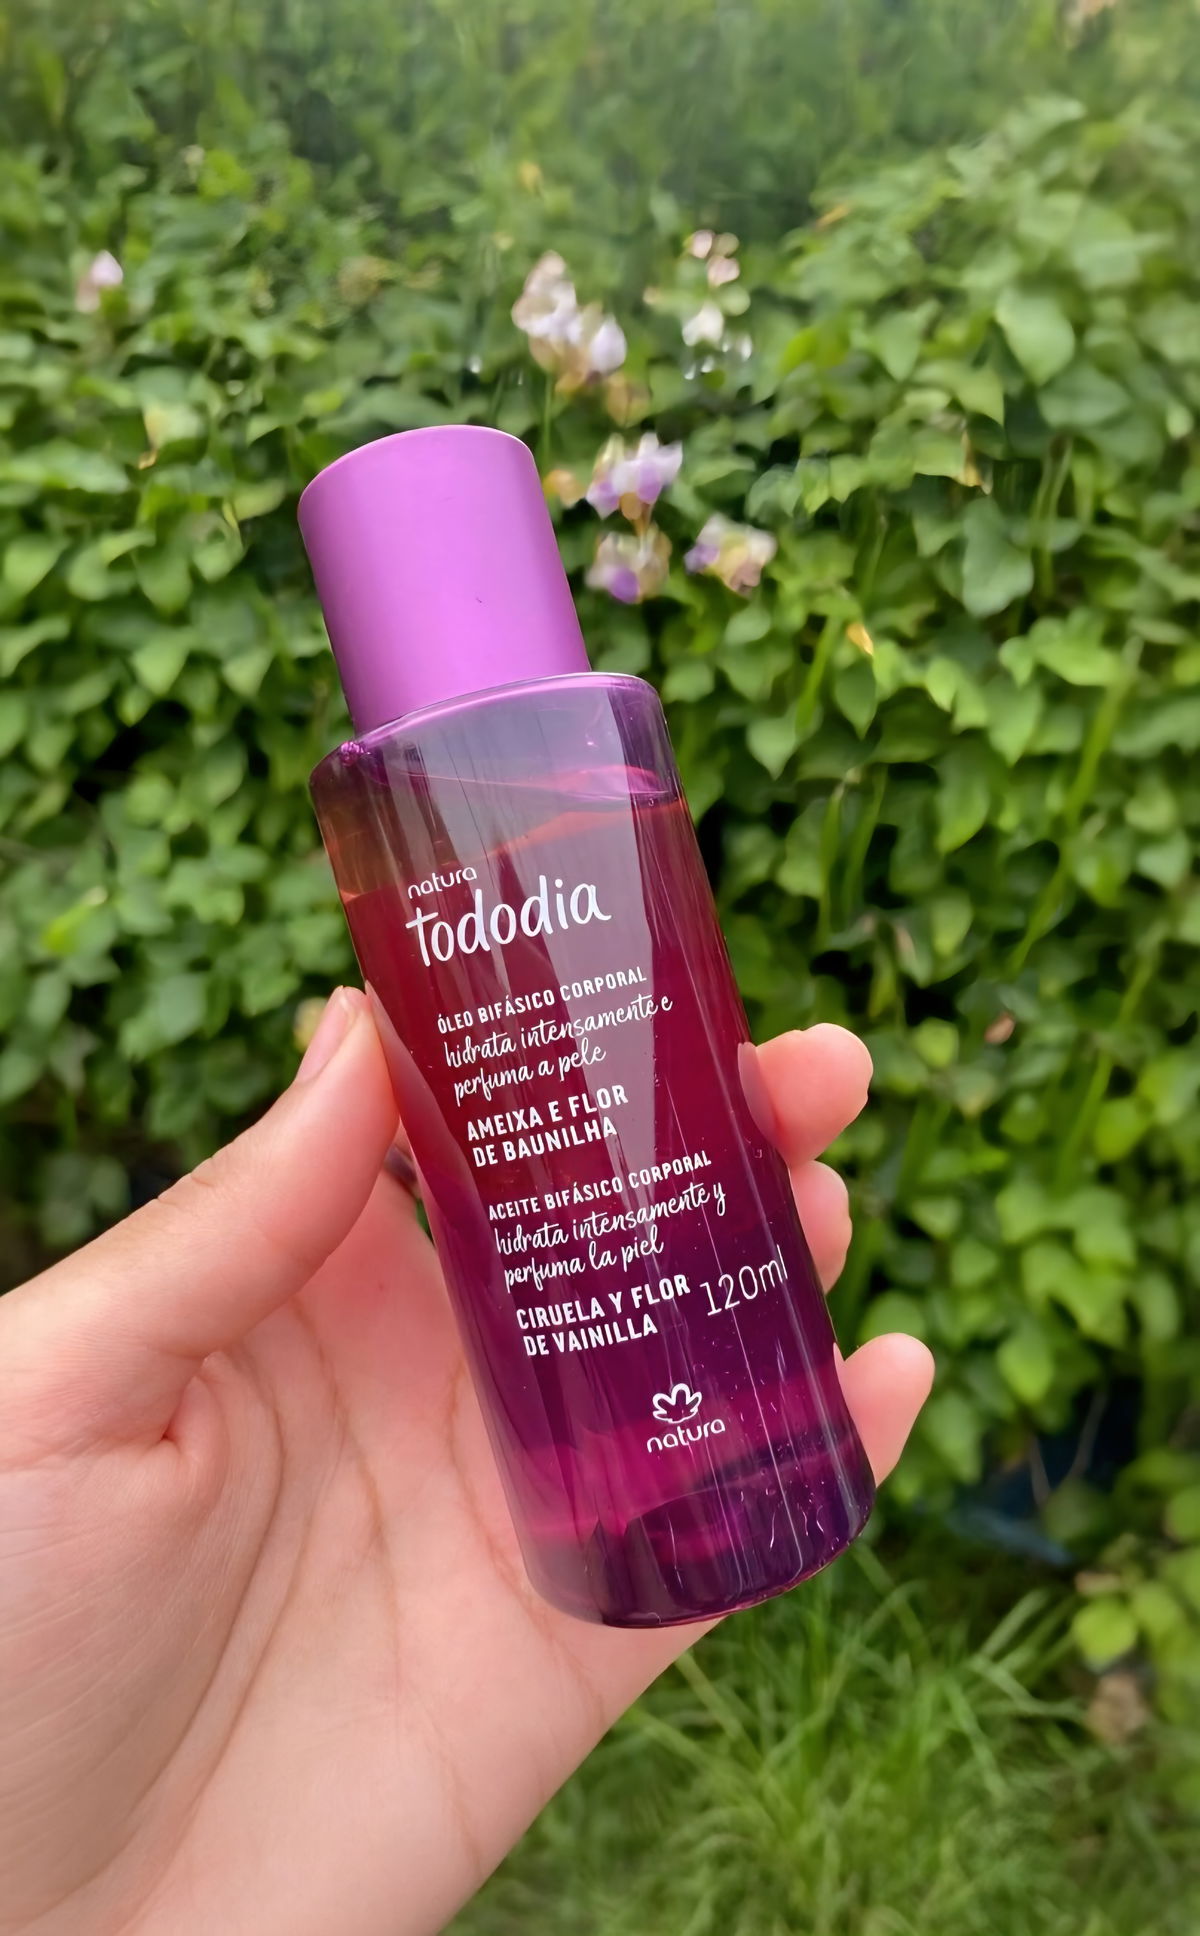 natura
tododia
ÓLEO BIFÁSICO CORPORAL
hidrata intensamente e
perfuma a pele
AMEIXA E FLOR
DE BAUNILHA
ACEITE BIFÁSICO CORPORAL
hidrata intensamente y
perfuma la piel
CIRUELA Y FLOR
DE VAINILLA
120ml
natura